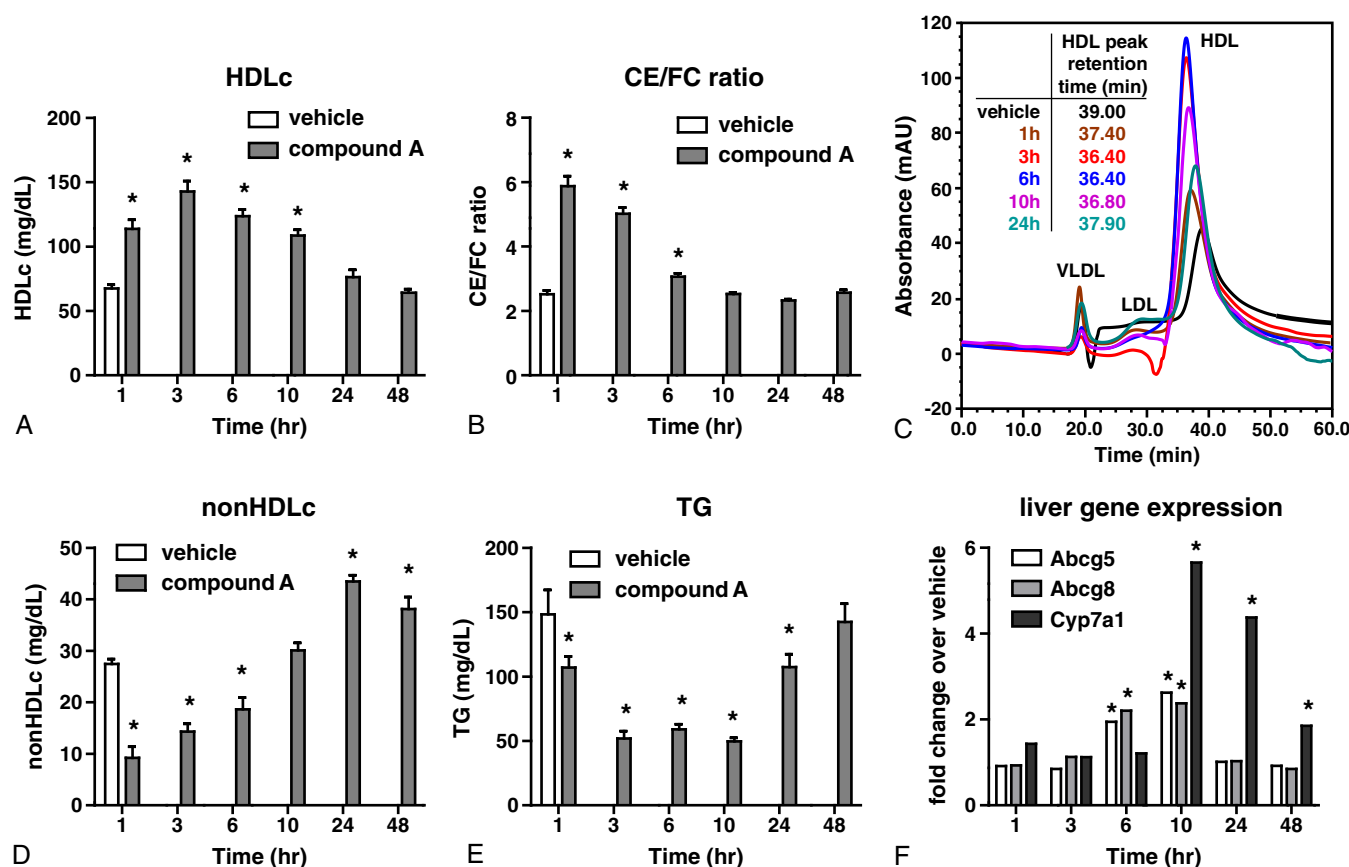 HDLc
vehicle
compound A
HDLc (mg/dL)
200
150
100
50
0
1 3 6 10 24 48
* * * *
Time (hr)
A
CE/FC ratio
vehicle
compound A
CE/FC ratio
8
6
4
2
0
1 3 6 10 24 48
* * *
Time (hr)
B
HDL peak
retention
time (min)
vehicle 39.00
1h 37.40
3h 36.40
6h 36.40
10h 36.80
24h 37.90
HDL
VLDL
LDL
Absorbance (mAU)
120
100
80
60
40
20
0
-20
0.0 10.0 20.0 30.0 40.0 50.0 60.0
Time (min)
C
nonHDLc
vehicle
compound A
nonHDLc (mg/dL)
50
40
30
20
10
0
1 3 6 10 24 48
* * * * *
Time (hr)
D
TG
vehicle
compound A
TG (mg/dL)
200
150
100
50
0
1 3 6 10 24 48
* * * * *
Time (hr)
E
liver gene expression
Abcg5
Abcg8
Cyp7a1
fold change over vehicle
6
4
2
0
1 3 6 10 24 48
* * * * * * *
Time (hr)
F